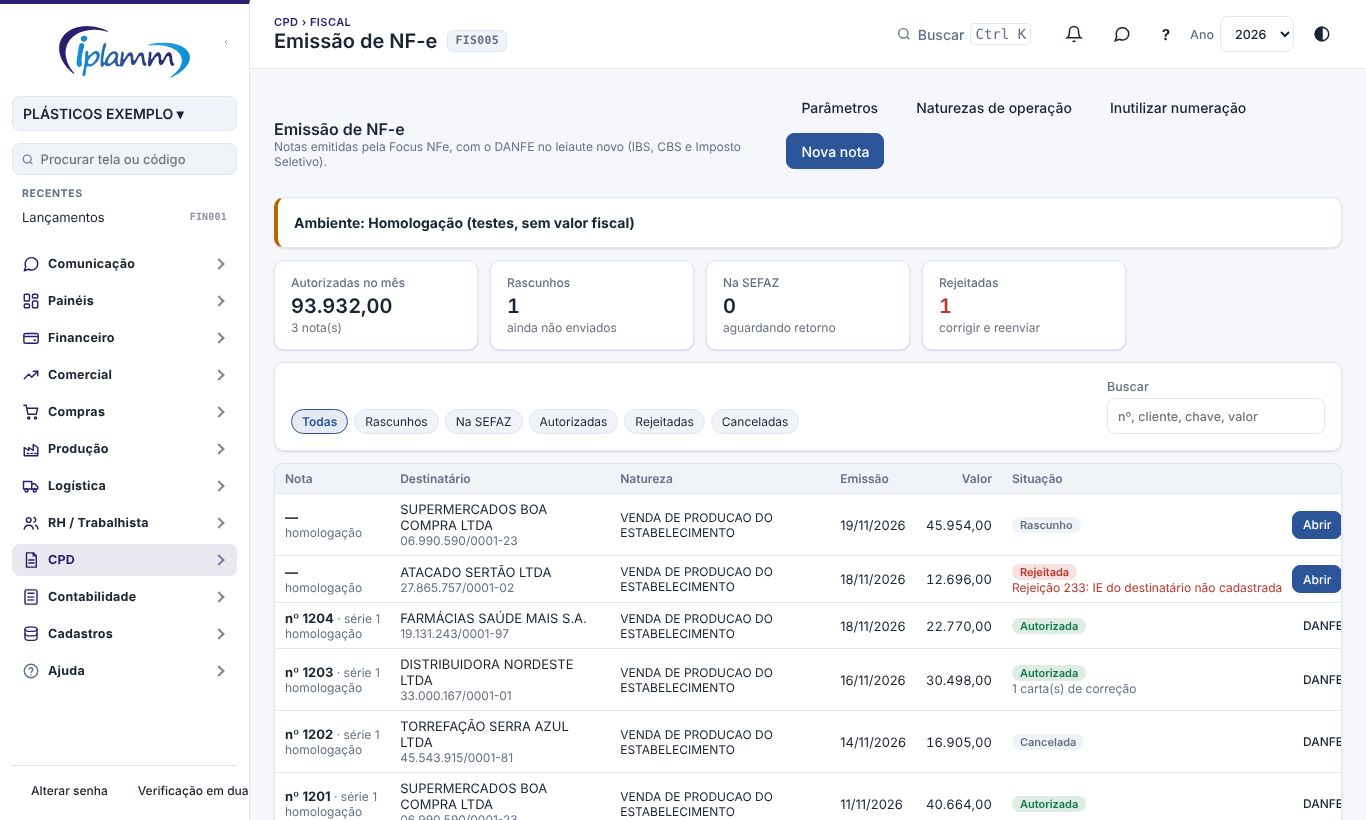 iplamm
PLÁSTICOS EXEMPLO ▾
Procurar tela ou código
RECENTES
Lançamentos FIN001
Comunicação
Painéis
Financeiro
Comercial
Compras
Produção
Logística
RH / Trabalhista
CPD
Contabilidade
Cadastros
Ajuda
Alterar senha Verificação em dua
CPD › FISCAL
Emissão de NF-e FIS005
Buscar Ctrl K ? Ano 2026
Emissão de NF-e
Notas emitidas pela Focus NFe, com o DANFE no leiaute novo (IBS, CBS e Imposto
Seletivo).
Parâmetros Naturezas de operação Inutilizar numeração
Nova nota
Ambiente: Homologação (testes, sem valor fiscal)
Autorizadas no mês
93.932,00
3 nota(s)
Rascunhos
1
ainda não enviados
Na SEFAZ
0
aguardando retorno
Rejeitadas
1
corrigir e reenviar
Todas Rascunhos Na SEFAZ Autorizadas Rejeitadas Canceladas
Buscar
nº, cliente, chave, valor
Nota Destinatário Natureza Emissão Valor Situação
—
homologação
SUPERMERCADOS BOA
COMPRA LTDA
06.990.590/0001-23
VENDA DE PRODUCAO DO
ESTABELECIMENTO
19/11/2026 45.954,00 Rascunho Abrir
—
homologação
ATACADO SERTÃO LTDA
27.865.757/0001-02
VENDA DE PRODUCAO DO
ESTABELECIMENTO
18/11/2026 12.696,00
Rejeitada
Rejeição 233: IE do destinatário não cadastrada
Abrir
nº 1204 · série 1
homologação
FARMÁCIAS SAÚDE MAIS S.A.
19.131.243/0001-97
VENDA DE PRODUCAO DO
ESTABELECIMENTO
18/11/2026 22.770,00 Autorizada DANFE
nº 1203 · série 1
homologação
DISTRIBUIDORA NORDESTE
LTDA
33.000.167/0001-01
VENDA DE PRODUCAO DO
ESTABELECIMENTO
16/11/2026 30.498,00
Autorizada
1 carta(s) de correção
DANFE
nº 1202 · série 1
homologação
TORREFAÇÃO SERRA AZUL
LTDA
45.543.915/0001-81
VENDA DE PRODUCAO DO
ESTABELECIMENTO
14/11/2026 16.905,00 Cancelada DANFE
nº 1201 · série 1
homologação
SUPERMERCADOS BOA
COMPRA LTDA
06.990.590/0001-23
VENDA DE PRODUCAO DO
ESTABELECIMENTO
11/11/2026 40.664,00 Autorizada DANFE